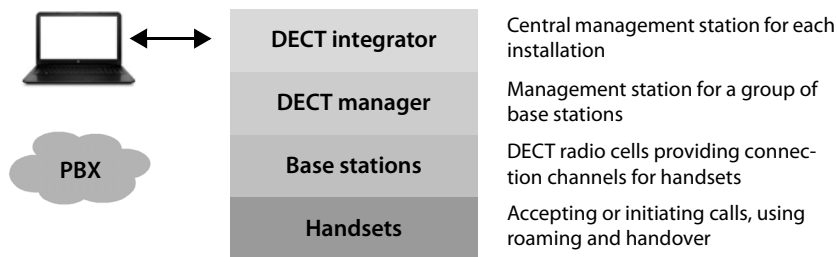 DECT integrator
Central management station for each
installation
DECT manager
Management station for a group of
base stations
PBX
Base stations
DECT radio cells providing connec-
tion channels for handsets
Handsets
Accepting or initiating calls, using
roaming and handover